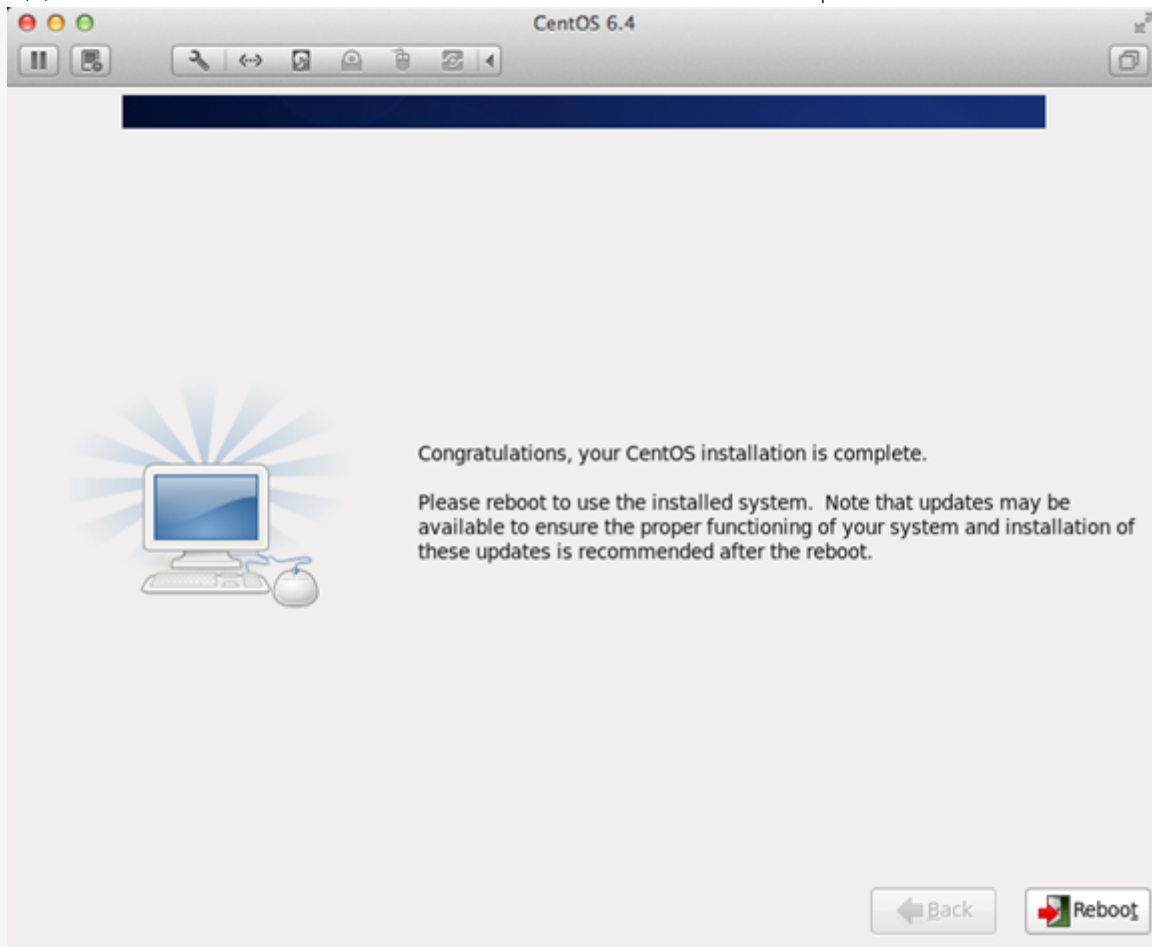 CentOS 6.4
Congratulations, your CentOS installation is complete.
Please reboot to use the installed system.  Note that updates may be
available to ensure the proper functioning of your system and installation of
these updates is recommended after the reboot.
Back
Reboot